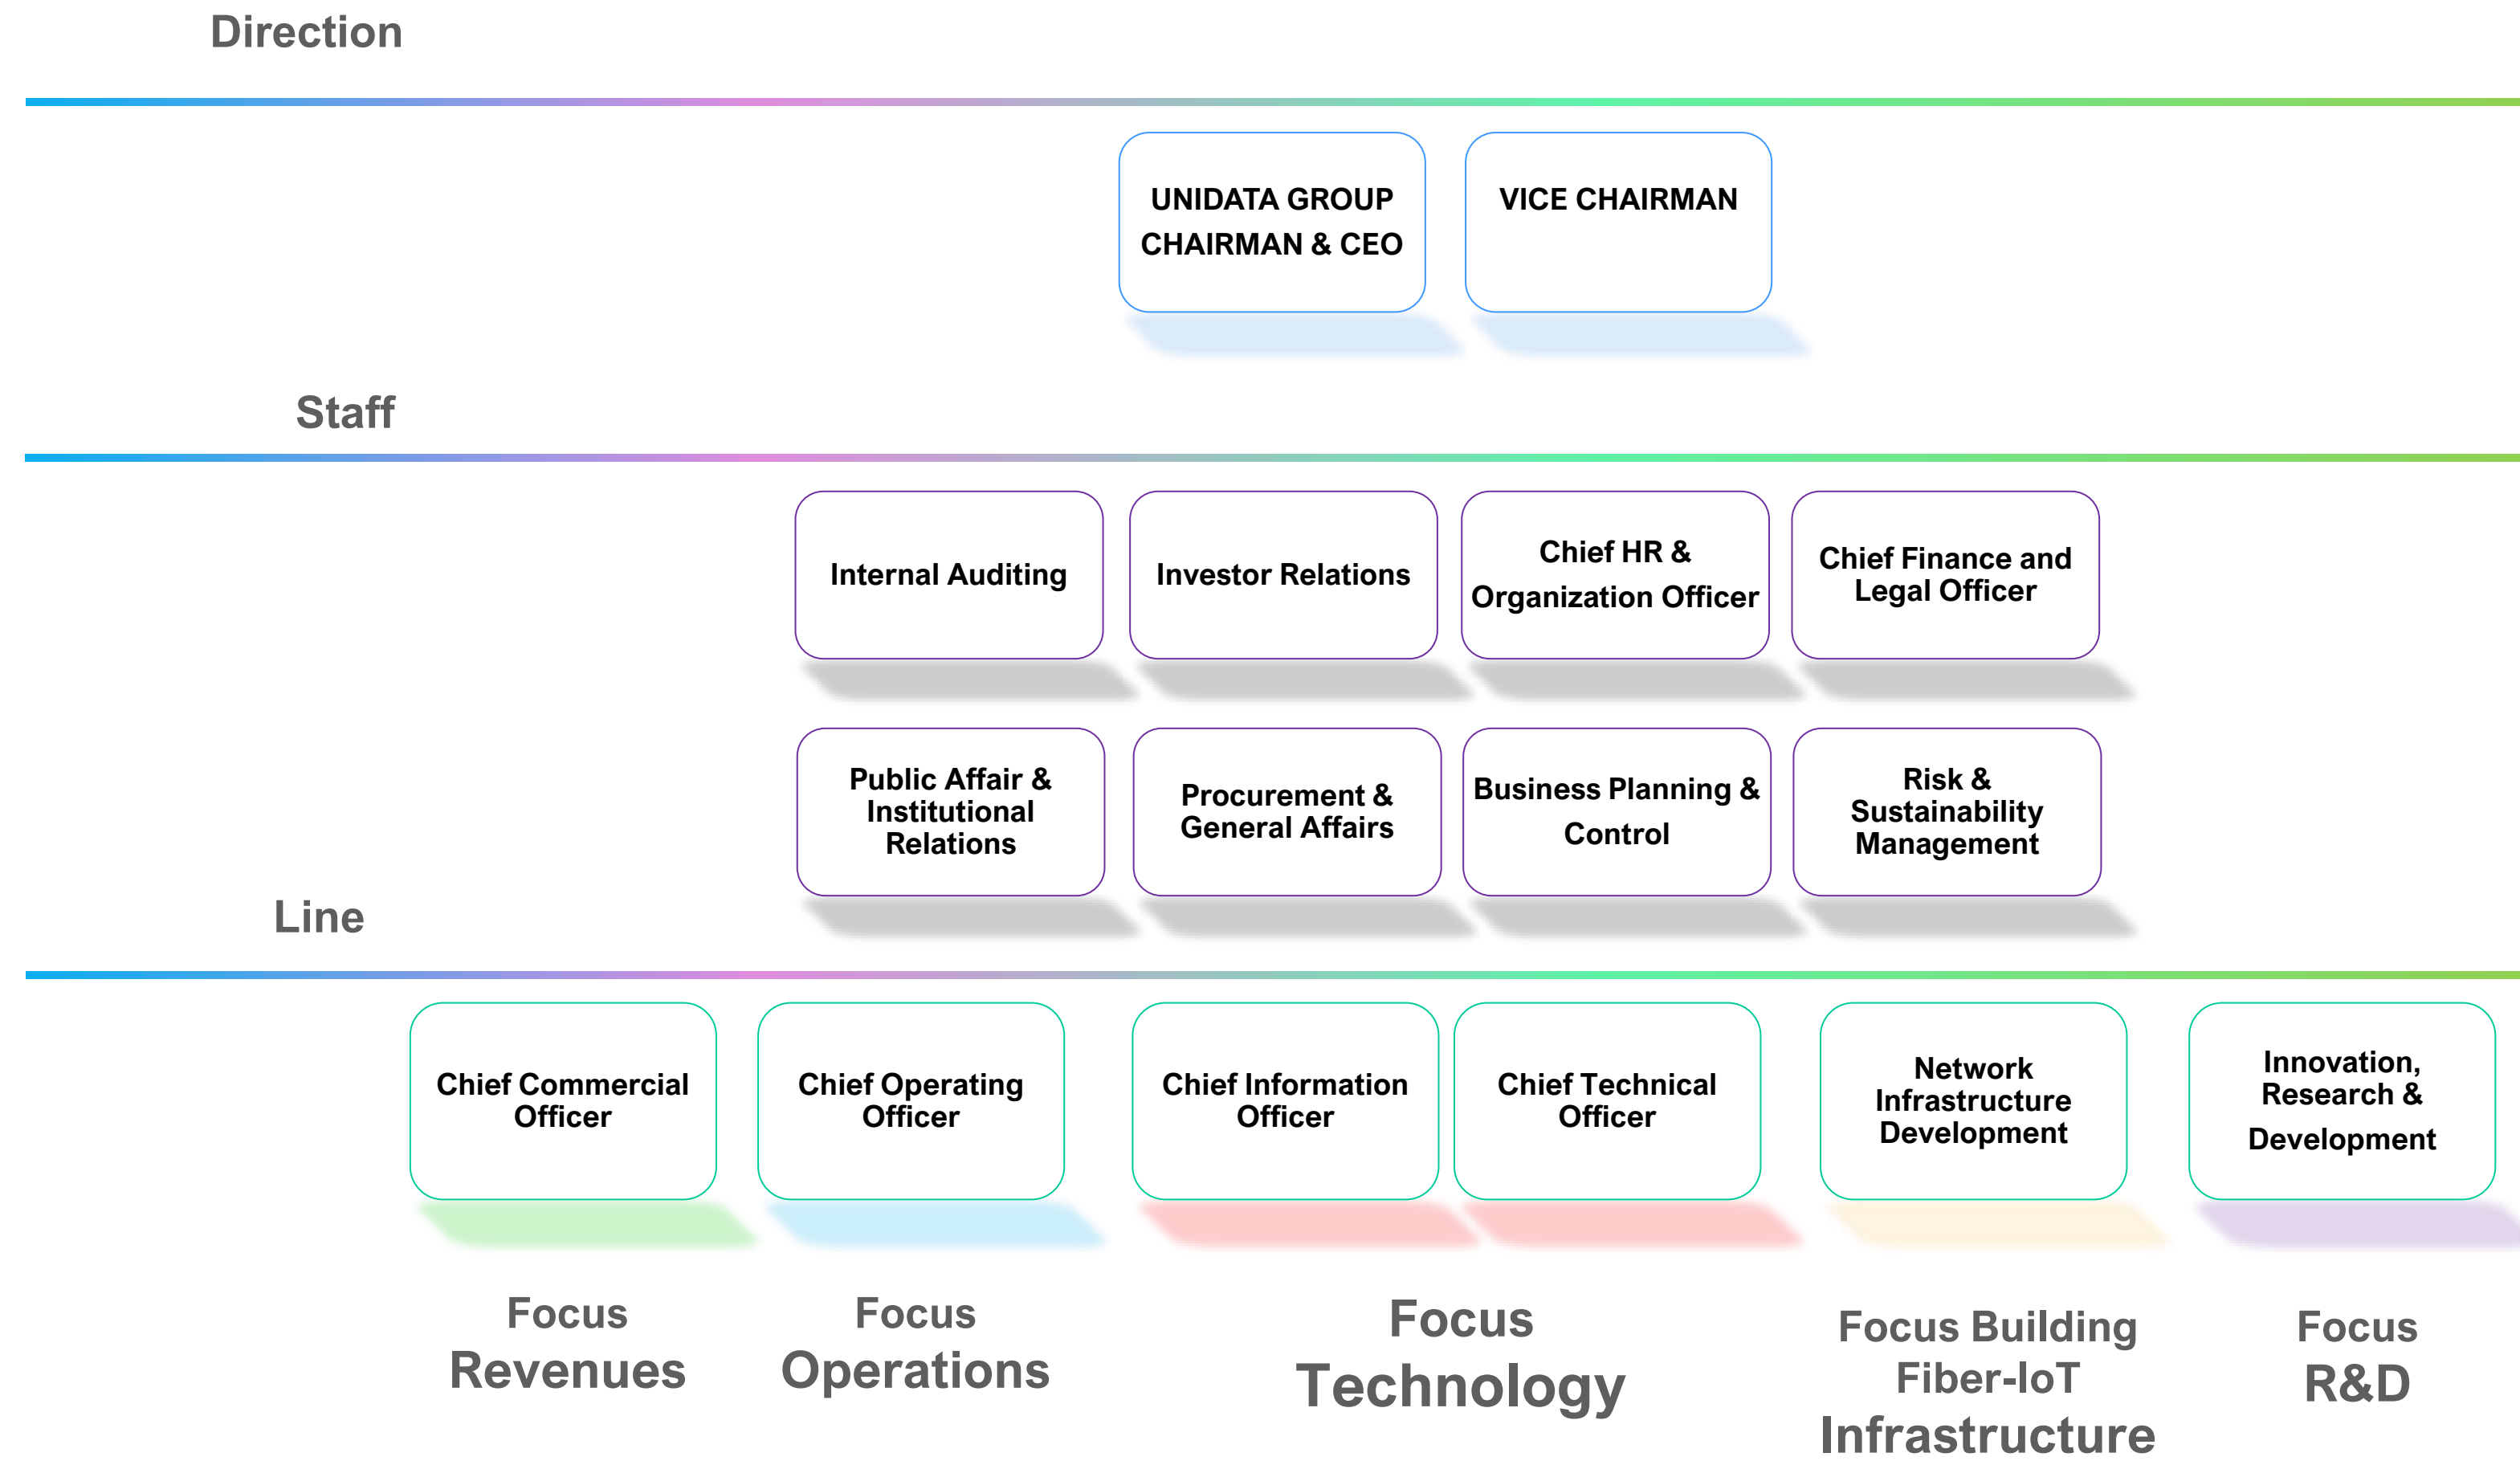 Direction
UNIDATA GROUP
CHAIRMAN & CEO
VICE CHAIRMAN
Staff
Internal Auditing
Investor Relations
Chief HR &
Organization Officer
Chief Finance and
Legal Officer
Public Affair &
Institutional
Relations
Procurement &
General Affairs
Business Planning &
Control
Risk &
Sustainability
Management
Line
Chief Commercial
Officer
Chief Operating
Officer
Chief Information
Officer
Chief Technical
Officer
Network
Infrastructure
Development
Innovation,
Research &
Development
Focus
Revenues
Focus
Operations
Focus
Technology
Focus Building
Fiber-IoT
Infrastructure
Focus
R&D